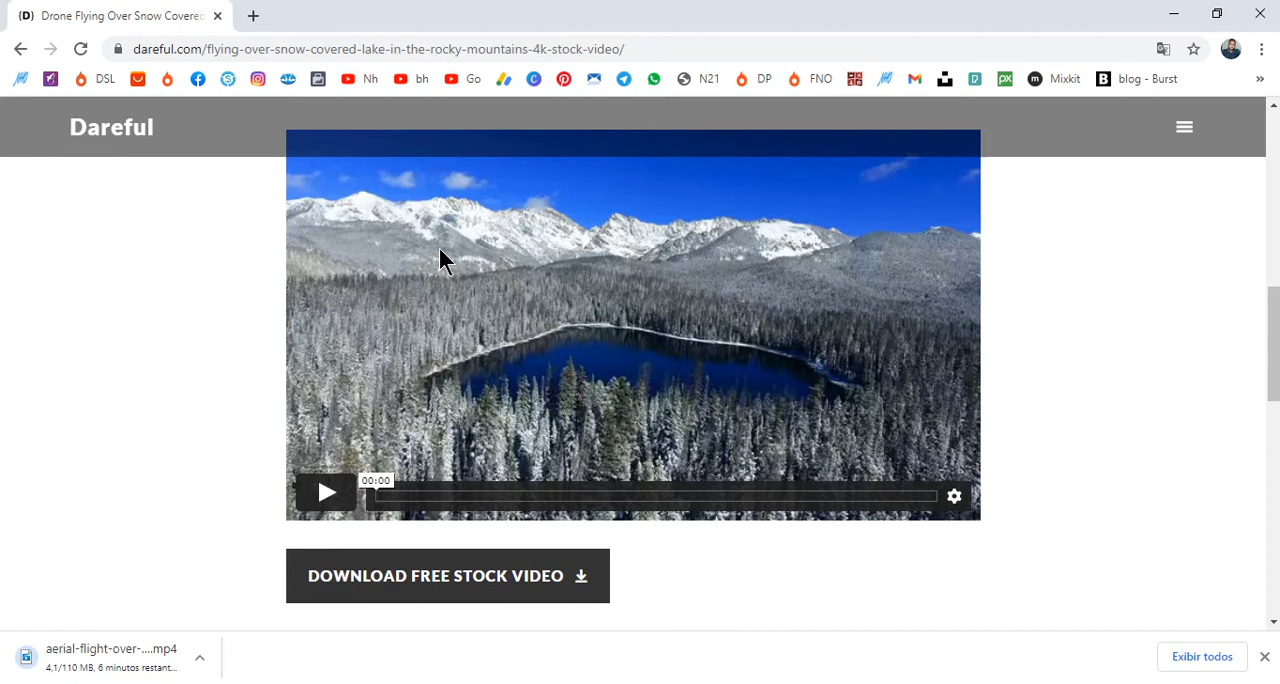 (D) Drone Flying Over Snow Covered
dareful.com/flying-over-snow-covered-lake-in-the-rocky-mountains-4k-stock-video/
DSL Nh bh Go N21 DP FNO Mixkit B blog - Burst »
Dareful
00:00
DOWNLOAD FREE STOCK VIDEO
aerial-flight-over-....mp4
4,1/110 MB, 6 minutos restant...
Exibir todos